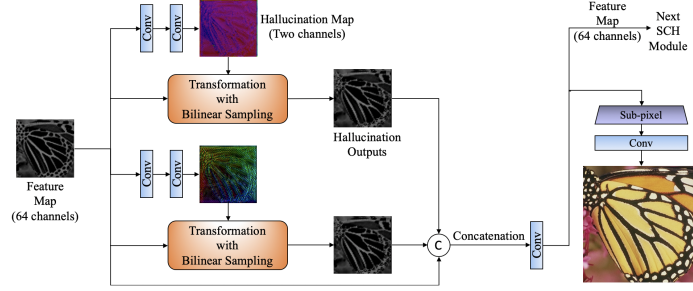 Conv
Conv
Hallucination Map
(Two channels)
Feature
Map
(64 channels)
Next
SCH
Module
Transformation
with
Bilinear Sampling
Hallucination
Outputs
Sub-pixel
Conv
Feature
Map
(64 channels)
Conv
Conv
Transformation
with
Bilinear Sampling
C
Concatenation
Conv